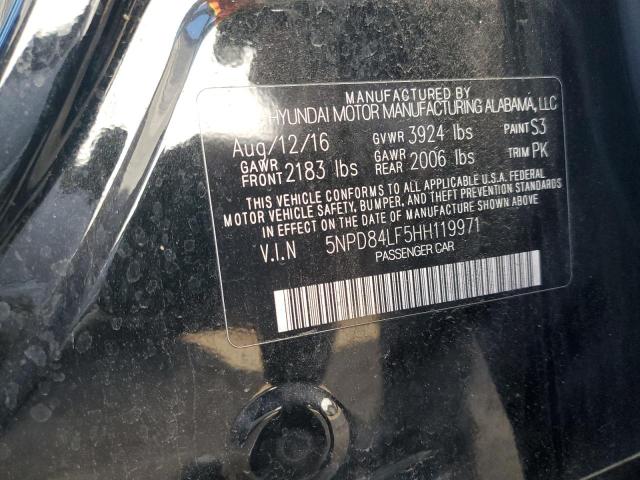 MANUFACTURED BY
HYUNDAI MOTOR MANUFACTURING ALABAMA, LLC
Aug/12/16 GVWR 3924 lbs PAINT S3
GAWR FRONT 2183 lbs GAWR REAR 2006 lbs TRIM PK
THIS VEHICLE CONFORMS TO ALL APPLICABLE U.S.A. FEDERAL
MOTOR VEHICLE SAFETY, BUMPER, AND THEFT PREVENTION STANDARDS
IN EFFECT ON THE DATE OF MANUFACTURE SHOWN ABOVE
V.I.N 5NPD84LF5HH119971
PASSENGER CAR